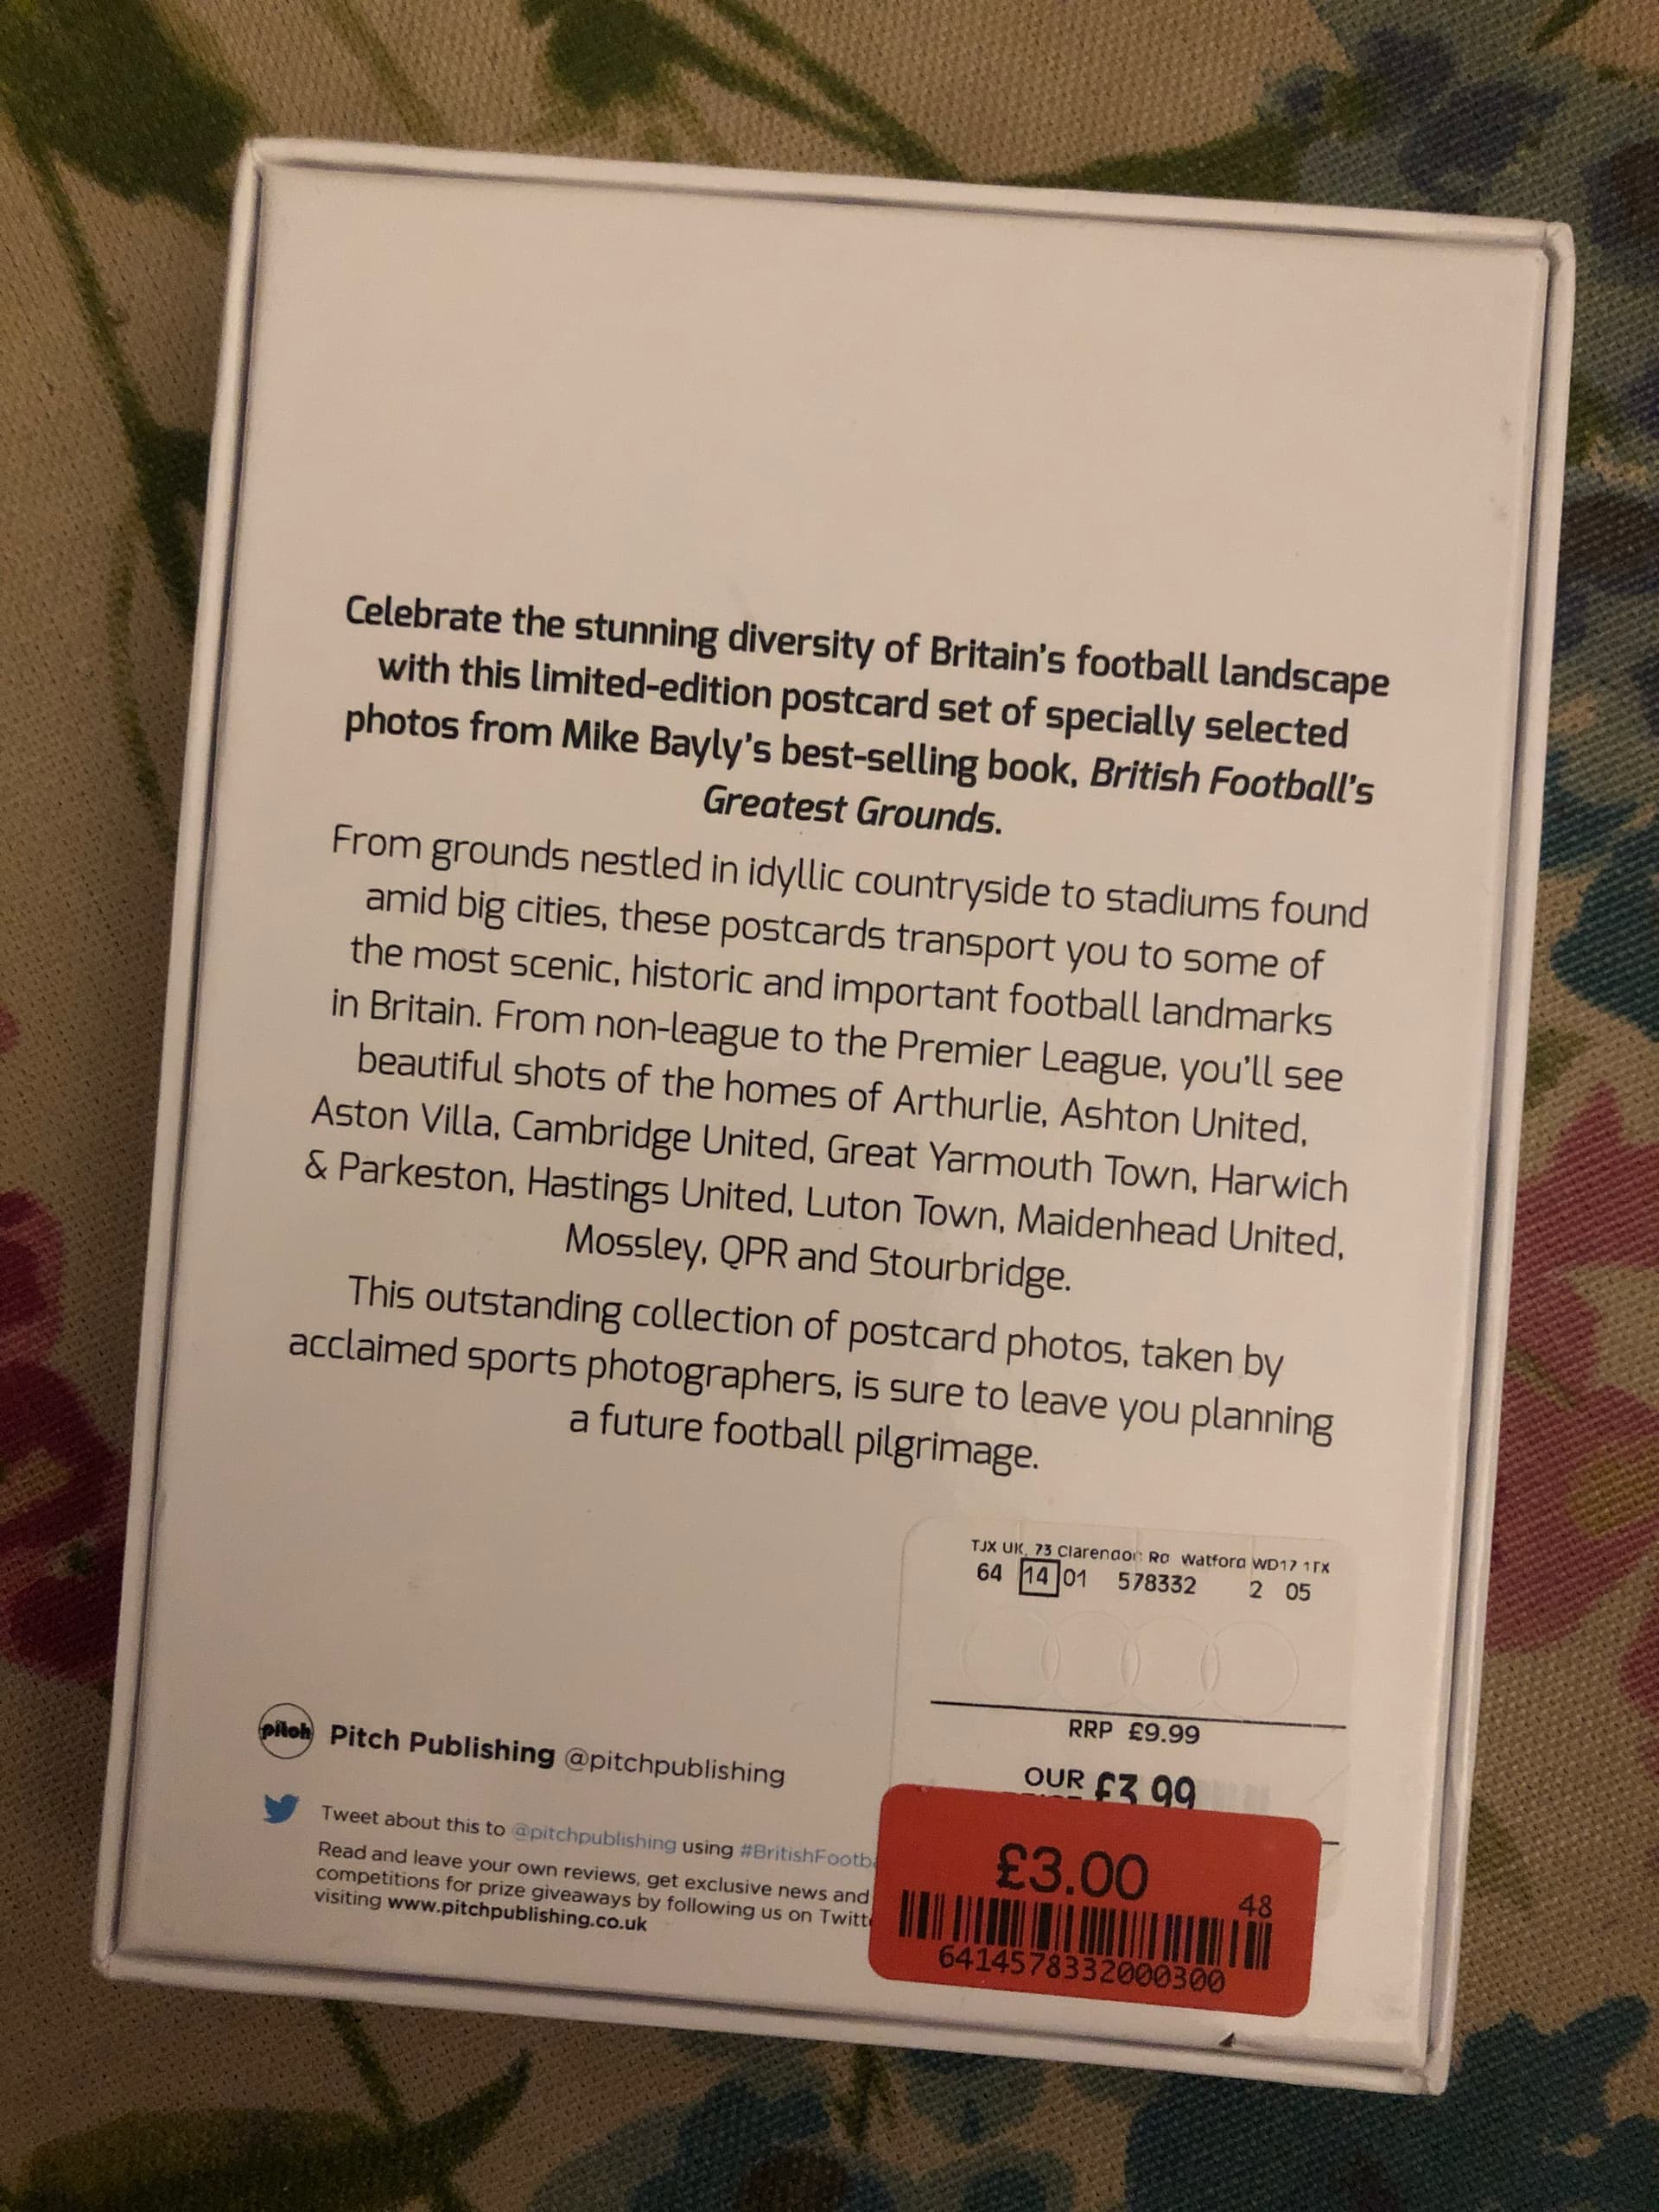 Celebrate the stunning diversity of Britain's football landscape
with this limited-edition postcard set of specially selected
photos from Mike Bayly's best-selling book, British Football's
Greatest Grounds.
From grounds nestled in idyllic countryside to stadiums found
amid big cities, these postcards transport you to some of
the most scenic, historic and important football landmarks
in Britain. From non-league to the Premier League, you'll see
beautiful shots of the homes of Arthurlie, Ashton United,
Aston Villa, Cambridge United, Great Yarmouth Town, Harwich
& Parkeston, Hastings United, Luton Town, Maidenhead United,
Mossley, QPR and Stourbridge.
This outstanding collection of postcard photos, taken by
acclaimed sports photographers, is sure to leave you planning
a future football pilgrimage.
TJX UK, 73 Clarendon Rd Watford WD17 1TX
64 14 01 578332 2 05
RRP £9.99
OUR £3.99
pitch Pitch Publishing @pitchpublishing
Tweet about this to @pitchpublishing using
Read and leave your own reviews, get exclusive news and
competitions for prize giveaways by following us on
visiting www.pitchpublishing.co.uk
£3.00
48
6414578332000300